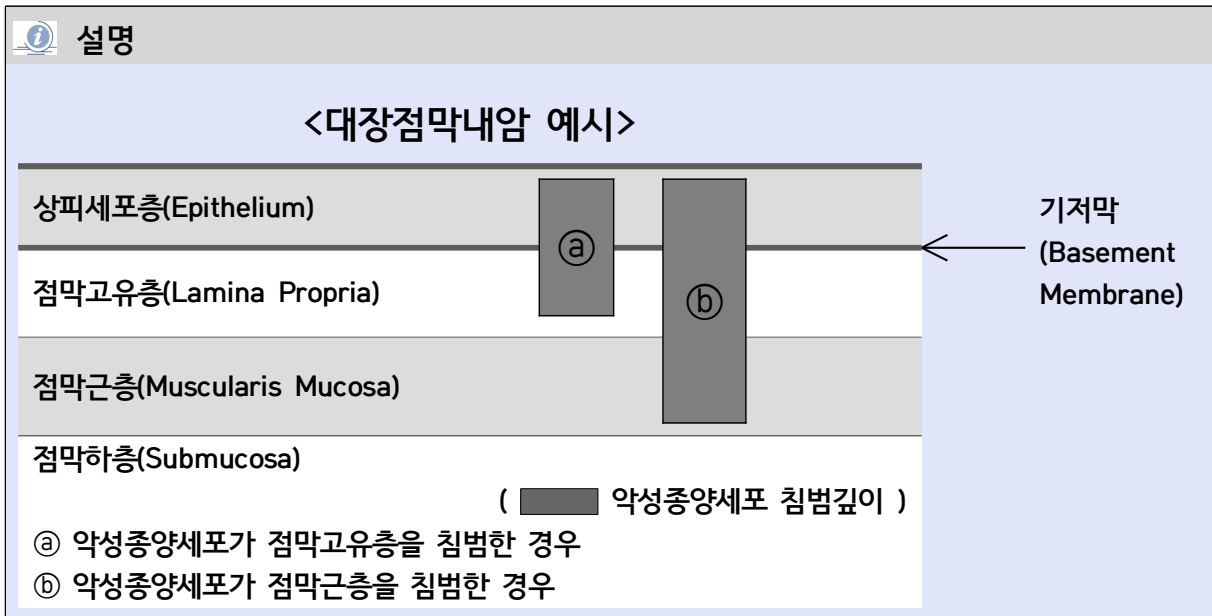 설명
<대장점막내암 예시>
상피세포층(Epithelium)
기저막
(Basement
Membrane)
ⓐ
점막고유층(Lamina Propria)
ⓑ
점막근층(Muscularis Mucosa)
점막하층(Submucosa)
( 악성종양세포 침범깊이 )
ⓐ 악성종양세포가 점막고유층을 침범한 경우
ⓑ 악성종양세포가 점막근층을 침범한 경우